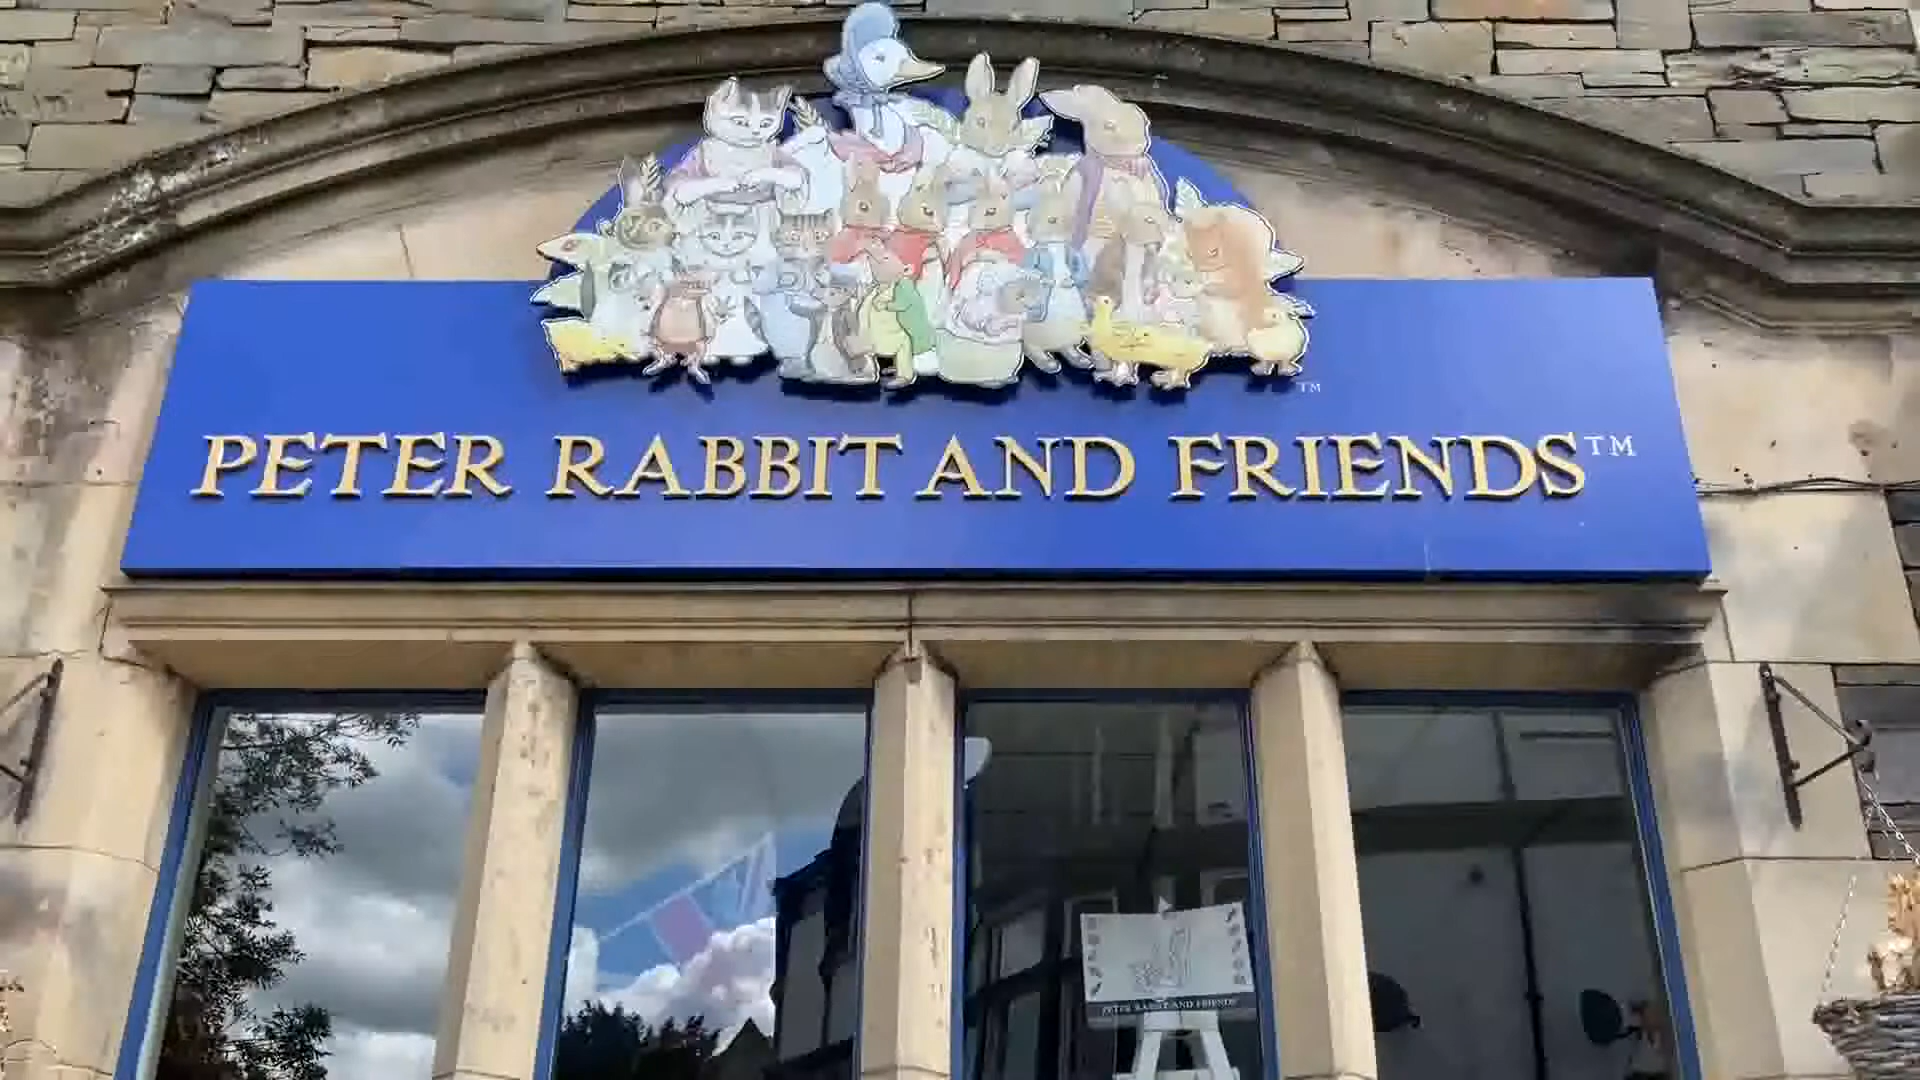 TM
PETER RABBIT AND FRIENDS™
PETER RABBIT AND FRIENDS